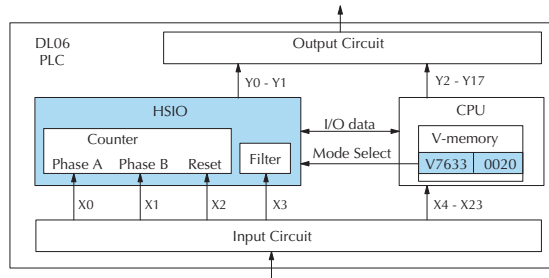 DL06
PLC
Output Circuit
Y0 - Y1
Y2 - Y17
HSIO
CPU
Counter
I/O data
V-memory
Phase A Phase B Reset
Filter
Mode Select
V7633 0020
X0 X1 X2 X3 X4 - X23
Input Circuit